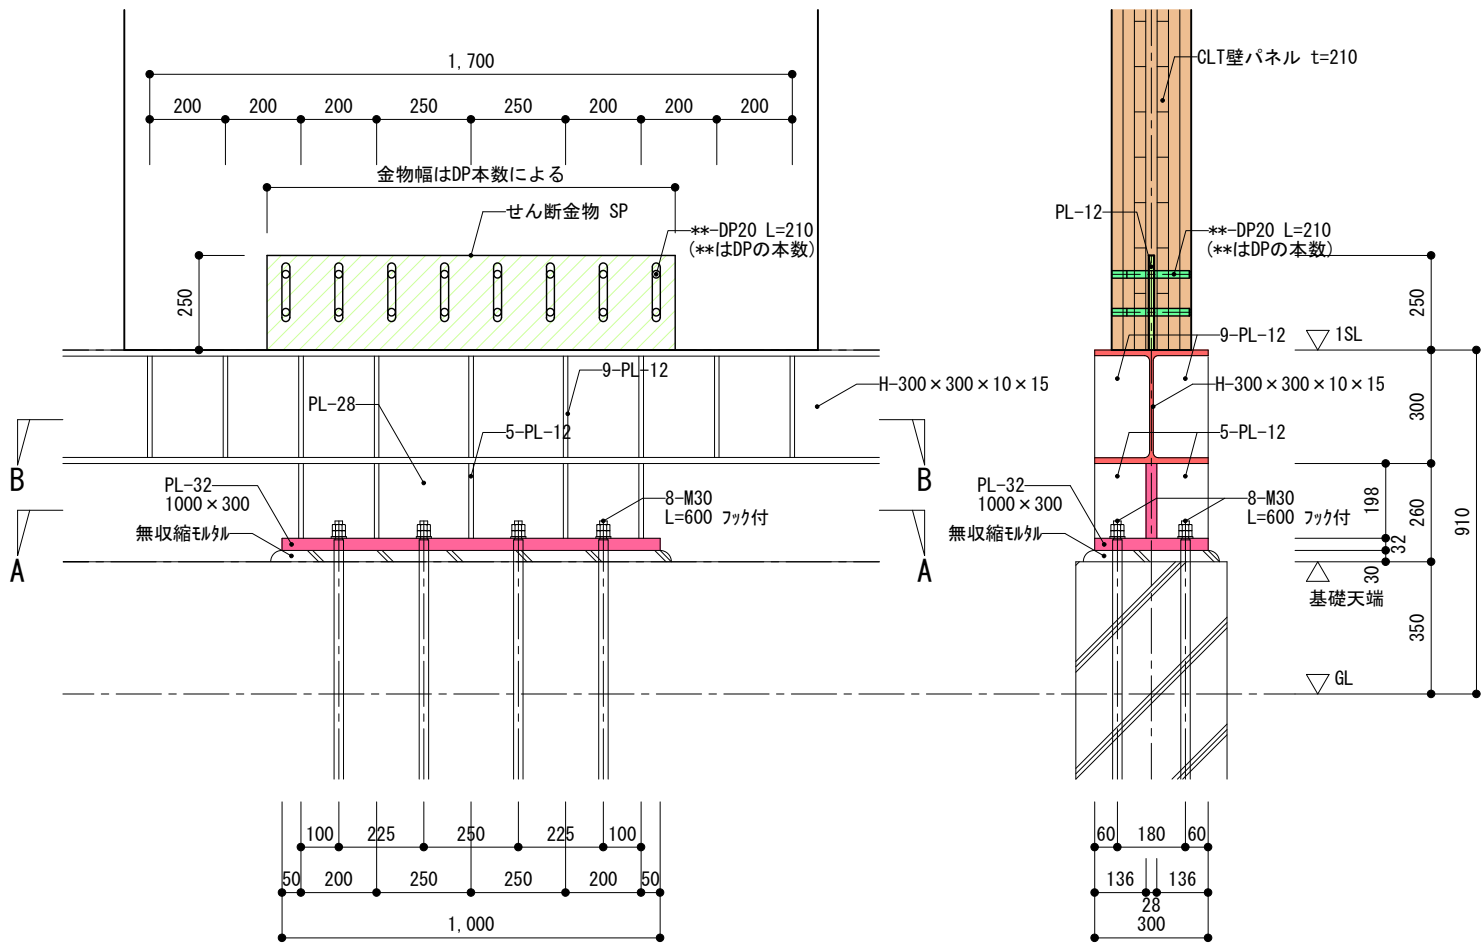 1,700
200 200 200 250 250 200 200 200
金物幅はDP本数による
せん断金物 SP
**-DP20 L=210
(**はDPの本数)
250
9-PL-12
PL-28
H-300×300×10×15
5-PL-12
B
B
PL-32
1000×300
8-M30
L=600 フック付
無収縮モルタル
A
A
100 225 250 225 100
50 200 250 250 200 50
1,000
CLT壁パネル t=210
PL-12
**-DP20 L=210
(**はDPの本数)
250
9-PL-12
1SL
H-300×300×10×15
300
5-PL-12
PL-32
1000×300
8-M30
L=600 フック付
198
260
910
無収縮モルタル
32
30
基礎天端
350
GL
60 180 60
136 136
28
300